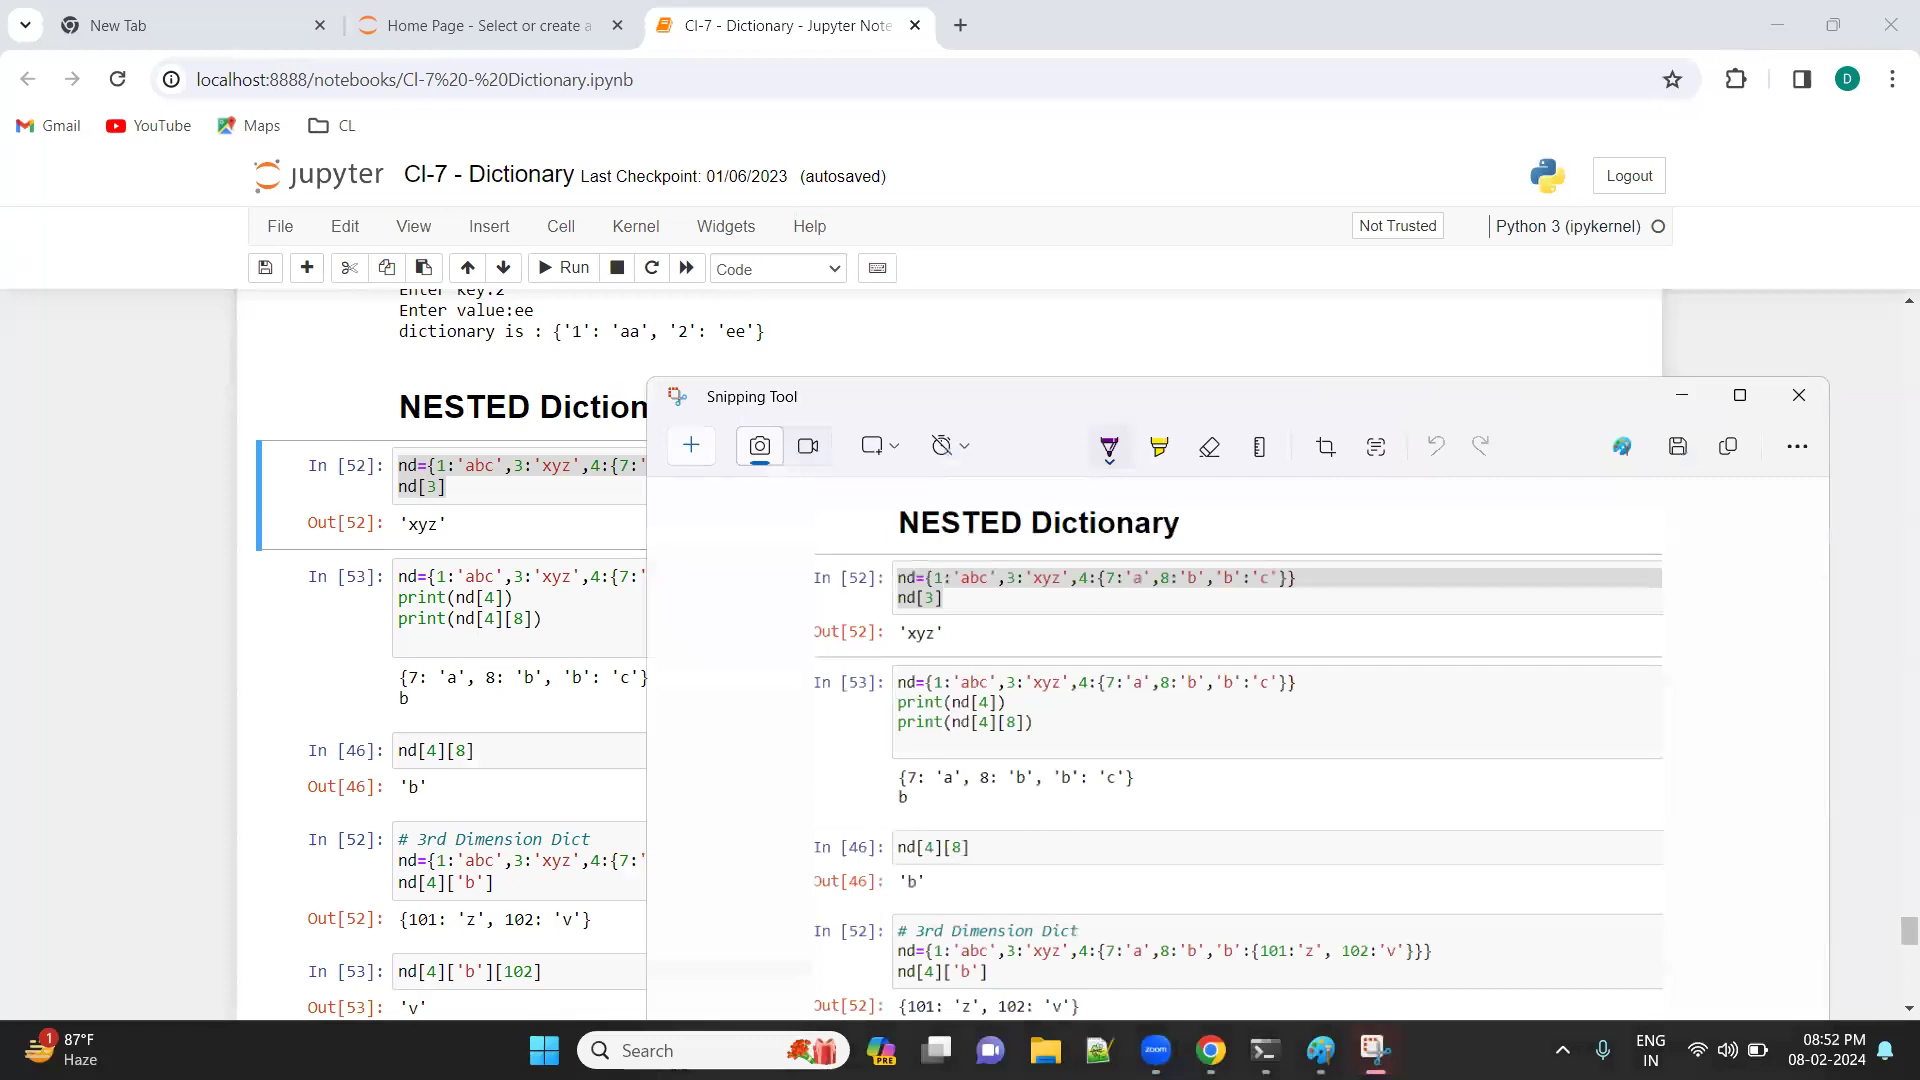 New Tab
Home Page - Select or create a
Cl-7 - Dictionary - Jupyter Note
localhost:8888/notebooks/Cl-7%20-%20Dictionary.ipynb
D
Gmail
YouTube
Maps
CL
jupyter
Cl-7 - Dictionary Last Checkpoint: 01/06/2023 (autosaved)
Logout
File
Edit
View
Insert
Cell
Kernel
Widgets
Help
Not Trusted
Python 3 (ipykernel)
Run
Code
Enter key:2
Enter value:ee
dictionary is : {'1': 'aa', '2': 'ee'}
NESTED Diction
In [52]: nd={1:'abc',3:'xyz',4:{7:'
nd[3]
Out[52]: 'xyz'
In [53]: nd={1:'abc',3:'xyz',4:{7:'
print(nd[4])
print(nd[4][8])
{7: 'a', 8: 'b', 'b': 'c'}
b
In [46]: nd[4][8]
Out[46]: 'b'
In [52]: # 3rd Dimension Dict
nd={1:'abc',3:'xyz',4:{7:'
nd[4]['b']
Out[52]: {101: 'z', 102: 'v'}
In [53]: nd[4]['b'][102]
Out[53]: 'v'
Snipping Tool
NESTED Dictionary
In [52]: nd={1:'abc',3:'xyz',4:{7:'a',8:'b','b':'c'}}
nd[3]
Out[52]: 'xyz'
In [53]: nd={1:'abc',3:'xyz',4:{7:'a',8:'b','b':'c'}}
print(nd[4])
print(nd[4][8])
{7: 'a', 8: 'b', 'b': 'c'}
b
In [46]: nd[4][8]
Out[46]: 'b'
In [52]: # 3rd Dimension Dict
nd={1:'abc',3:'xyz',4:{7:'a',8:'b','b':{101:'z', 102:'v'}}}
nd[4]['b']
Out[52]: {101: 'z', 102: 'v'}
1
87°F
Haze
Search
PRE
zoom
ENG
IN
08:52 PM
08-02-2024